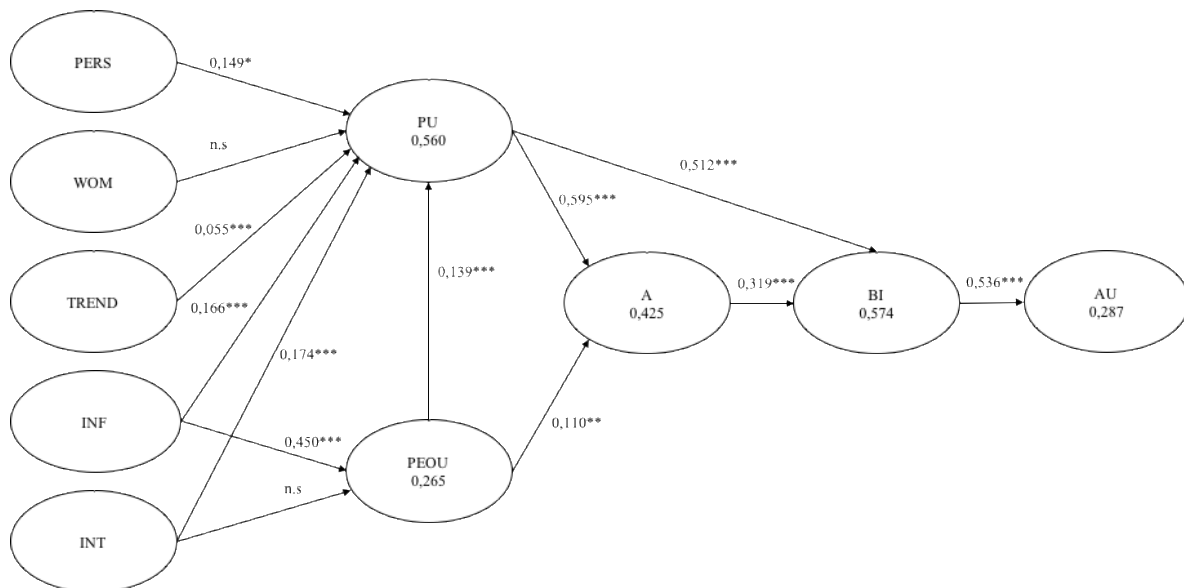 PERS
0,149*
PU
0,560
WOM
n.s
0,512***
0,595***
TREND
0,055***
0,166***
0,139***
A
0,425
0,319***
BI
0,574
0,536***
AU
0,287
0,174***
INF
0,450***
0,110**
PEOU
0,265
n.s
INT